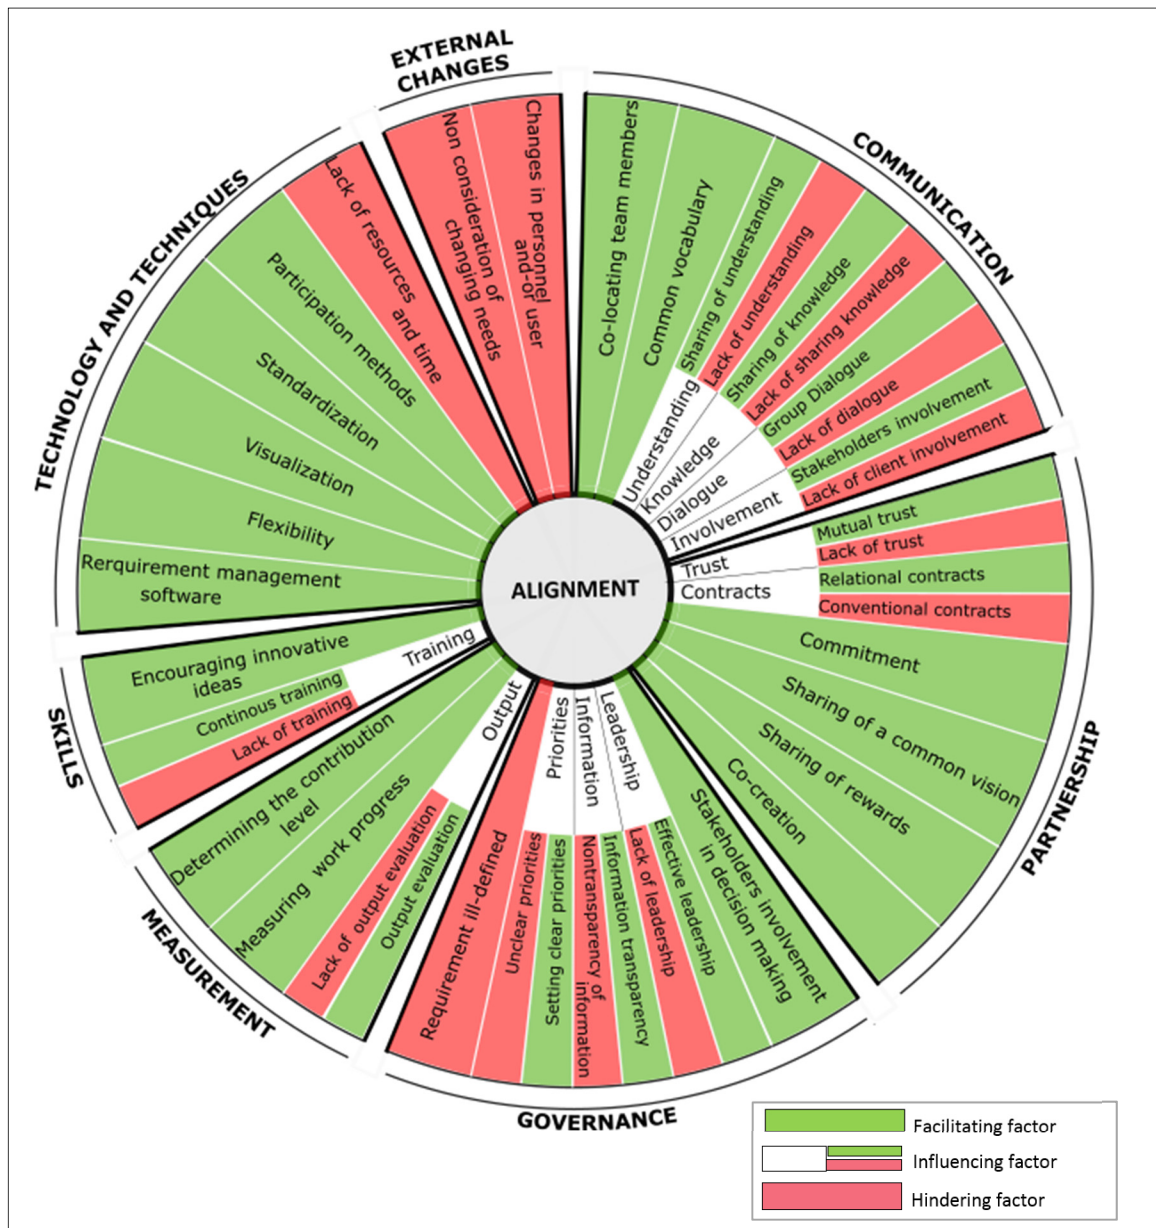 EXTERNAL
CHANGES
Non consideration of
changing needs
Changes in personnel
and-or user
COMMUNICATION
Co-locating team members
Common vocabulary
Understanding
Sharing of understanding
Lack of understanding
Knowledge
Sharing of knowledge
Lack of sharing knowledge
Dialogue
Group Dialogue
Lack of dialogue
Involvement
Stakeholders involvement
Lack of client involvement
PARTNERSHIP
Trust
Mutual trust
Lack of trust
Contracts
Relational contracts
Conventional contracts
Commitment
Sharing of a common vision
Sharing of rewards
Co-creation
GOVERNANCE
Stakeholders involvement
in decision making
Leadership
Effective leadership
Lack of leadership
Information
Information transparency
Nontransparency of
information
Priorities
Setting clear priorities
Unclear priorities
Requirement ill-defined
MEASUREMENT
Output
Output evaluation
Lack of output evaluation
Measuring work progress
Determining the contribution
level
SKILLS
Training
Lack of training
Continous training
Encouraging innovative
ideas
TECHNOLOGY AND TECHNIQUES
Rerquirement management
software
Flexibility
Visualization
Standardization
Participation methods
Lack of resources
and time
ALIGNMENT
Facilitating factor
Influencing factor
Hindering factor